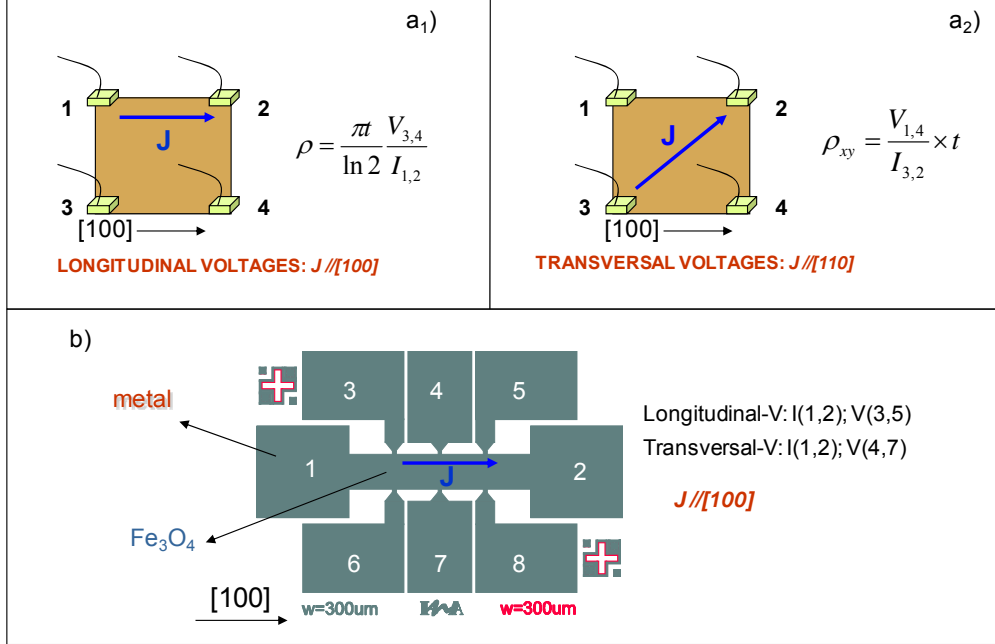 a₁)
1
2
J
3
4
[100]
ρ = πt/ln 2 V₃,₄/I₁,₂
LONGITUDINAL VOLTAGES: J //[100]
a₂)
1
2
J
3
4
[100]
ρxy = V₁,₄/I₃,₂ × t
TRANSVERSAL VOLTAGES: J //[110]
b)
metal
3 4 5
1 J 2
Fe₃O₄
6 7 8
[100]
w=300um w=300um
Longitudinal-V: I(1,2); V(3,5)
Transversal-V: I(1,2); V(4,7)
J //[100]